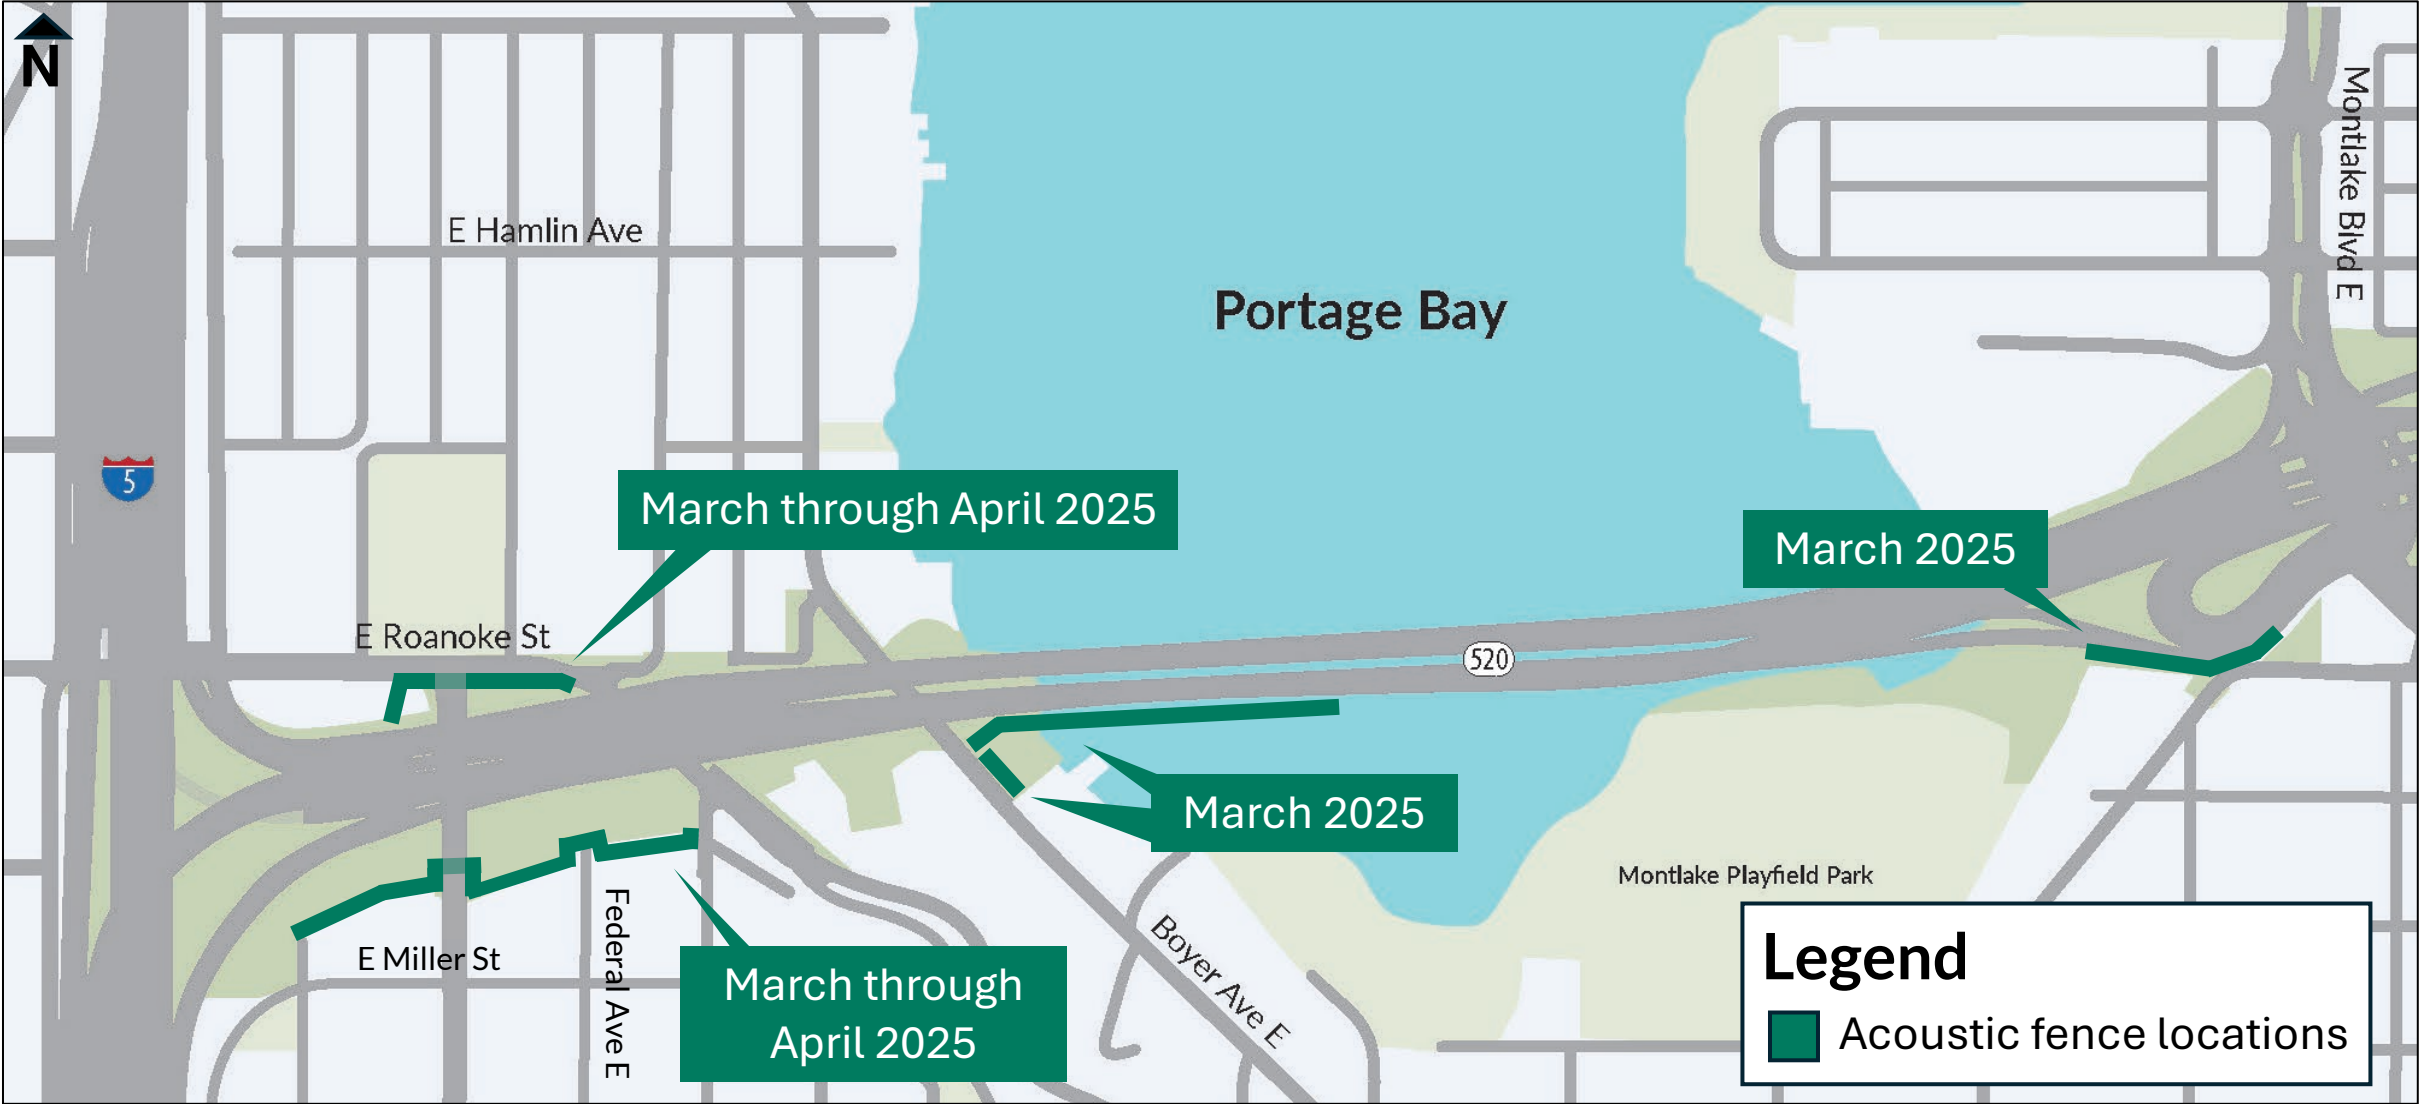 N
Montlake Blvd E
E Hamlin Ave
Portage Bay
5
March through April 2025
March 2025
E Roanoke St
520
March 2025
Montlake Playfield Park
Federal Ave E
Boyer Ave E
E Miller St
March through
April 2025
Legend
Acoustic fence locations